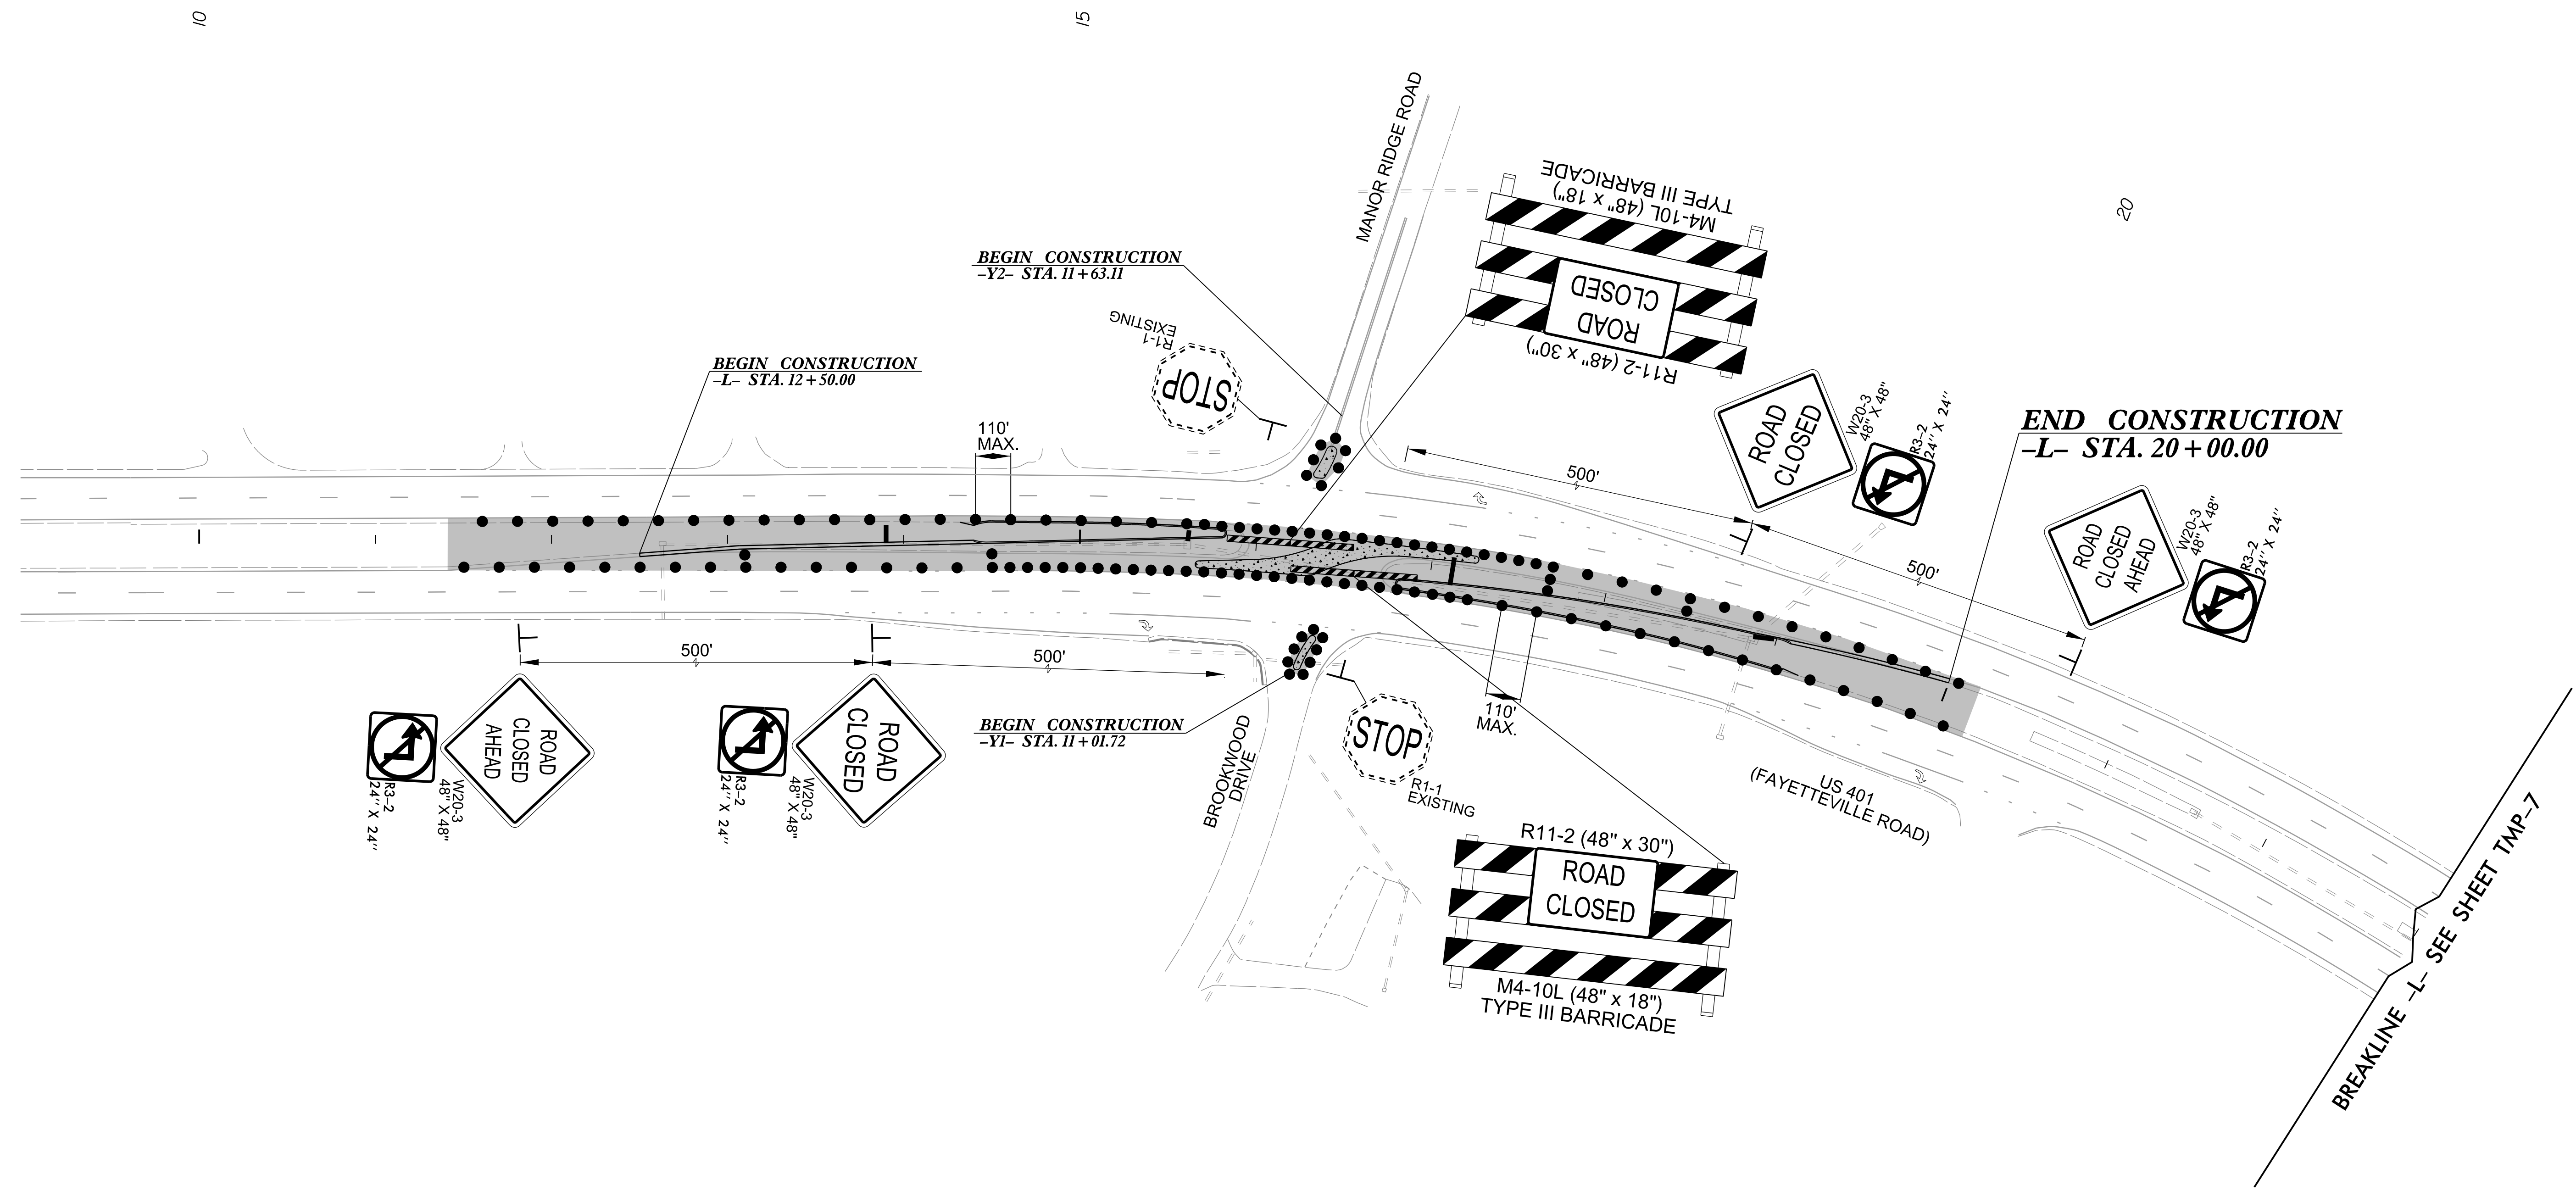 10
15
20
MANOR RIDGE ROAD
TYPE III BARRICADE
M4-10L (48" x 18")
ROAD
CLOSED
R11-2 (48" x 30")
BEGIN CONSTRUCTION
-Y2- STA. 11+63.11
R1-1
EXISTING
STOP
BEGIN CONSTRUCTION
-L- STA. 12+50.00
110'
MAX.
500'
ROAD
CLOSED
W20-3
48" X 48"
R3-2
24'' X 24''
END CONSTRUCTION
-L- STA. 20+00.00
500'
ROAD
CLOSED
AHEAD
W20-3
48" X 48"
R3-2
24'' X 24''
500'
500'
R3-2
24'' X 24''
ROAD
CLOSED
AHEAD
W20-3
48" X 48"
R3-2
24'' X 24''
ROAD
CLOSED
W20-3
48" X 48"
BEGIN CONSTRUCTION
-Y1- STA. 11+01.72
BROOKWOOD
DRIVE
STOP
R1-1
EXISTING
110'
MAX.
US 401
(FAYETTEVILLE ROAD)
R11-2 (48" x 30")
ROAD
CLOSED
M4-10L (48" x 18")
TYPE III BARRICADE
BREAKLINE -L- SEE SHEET TMP-7